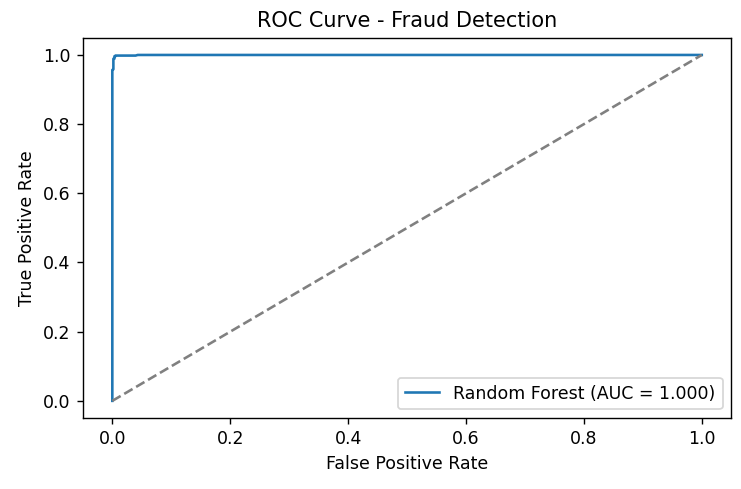 ROC Curve - Fraud Detection
1.0
0.8
0.6
0.4
0.2
0.0
True Positive Rate
Random Forest (AUC = 1.000)
0.0 0.2 0.4 0.6 0.8 1.0
False Positive Rate